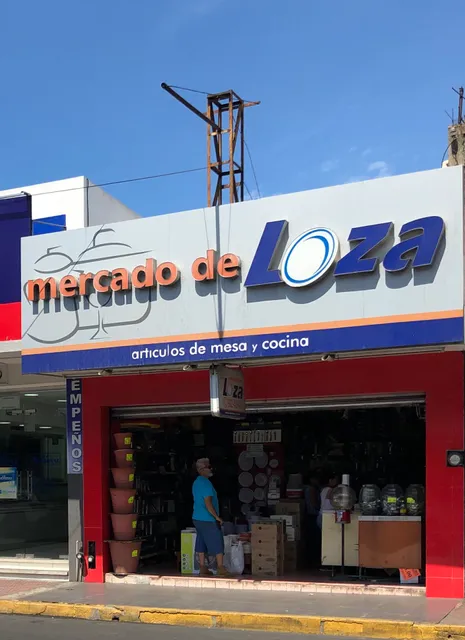 mercado de Loza
artículos de mesa y cocina
Loza
EMPEÑOS